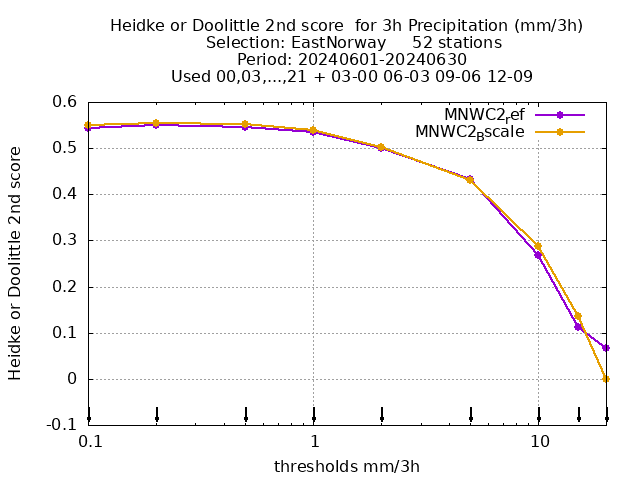 Heidke or Doolittle 2nd score  for 3h Precipitation (mm/3h)
Selection: EastNorway     52 stations
Period: 20240601-20240630
Used 00,03,...,21 + 03-00 06-03 09-06 12-09
MNWC2_ref
MNWC2_Bscale
Heidke or Doolittle 2nd score
0.6
0.5
0.4
0.3
0.2
0.1
0
-0.1
0.1 1 10
thresholds mm/3h